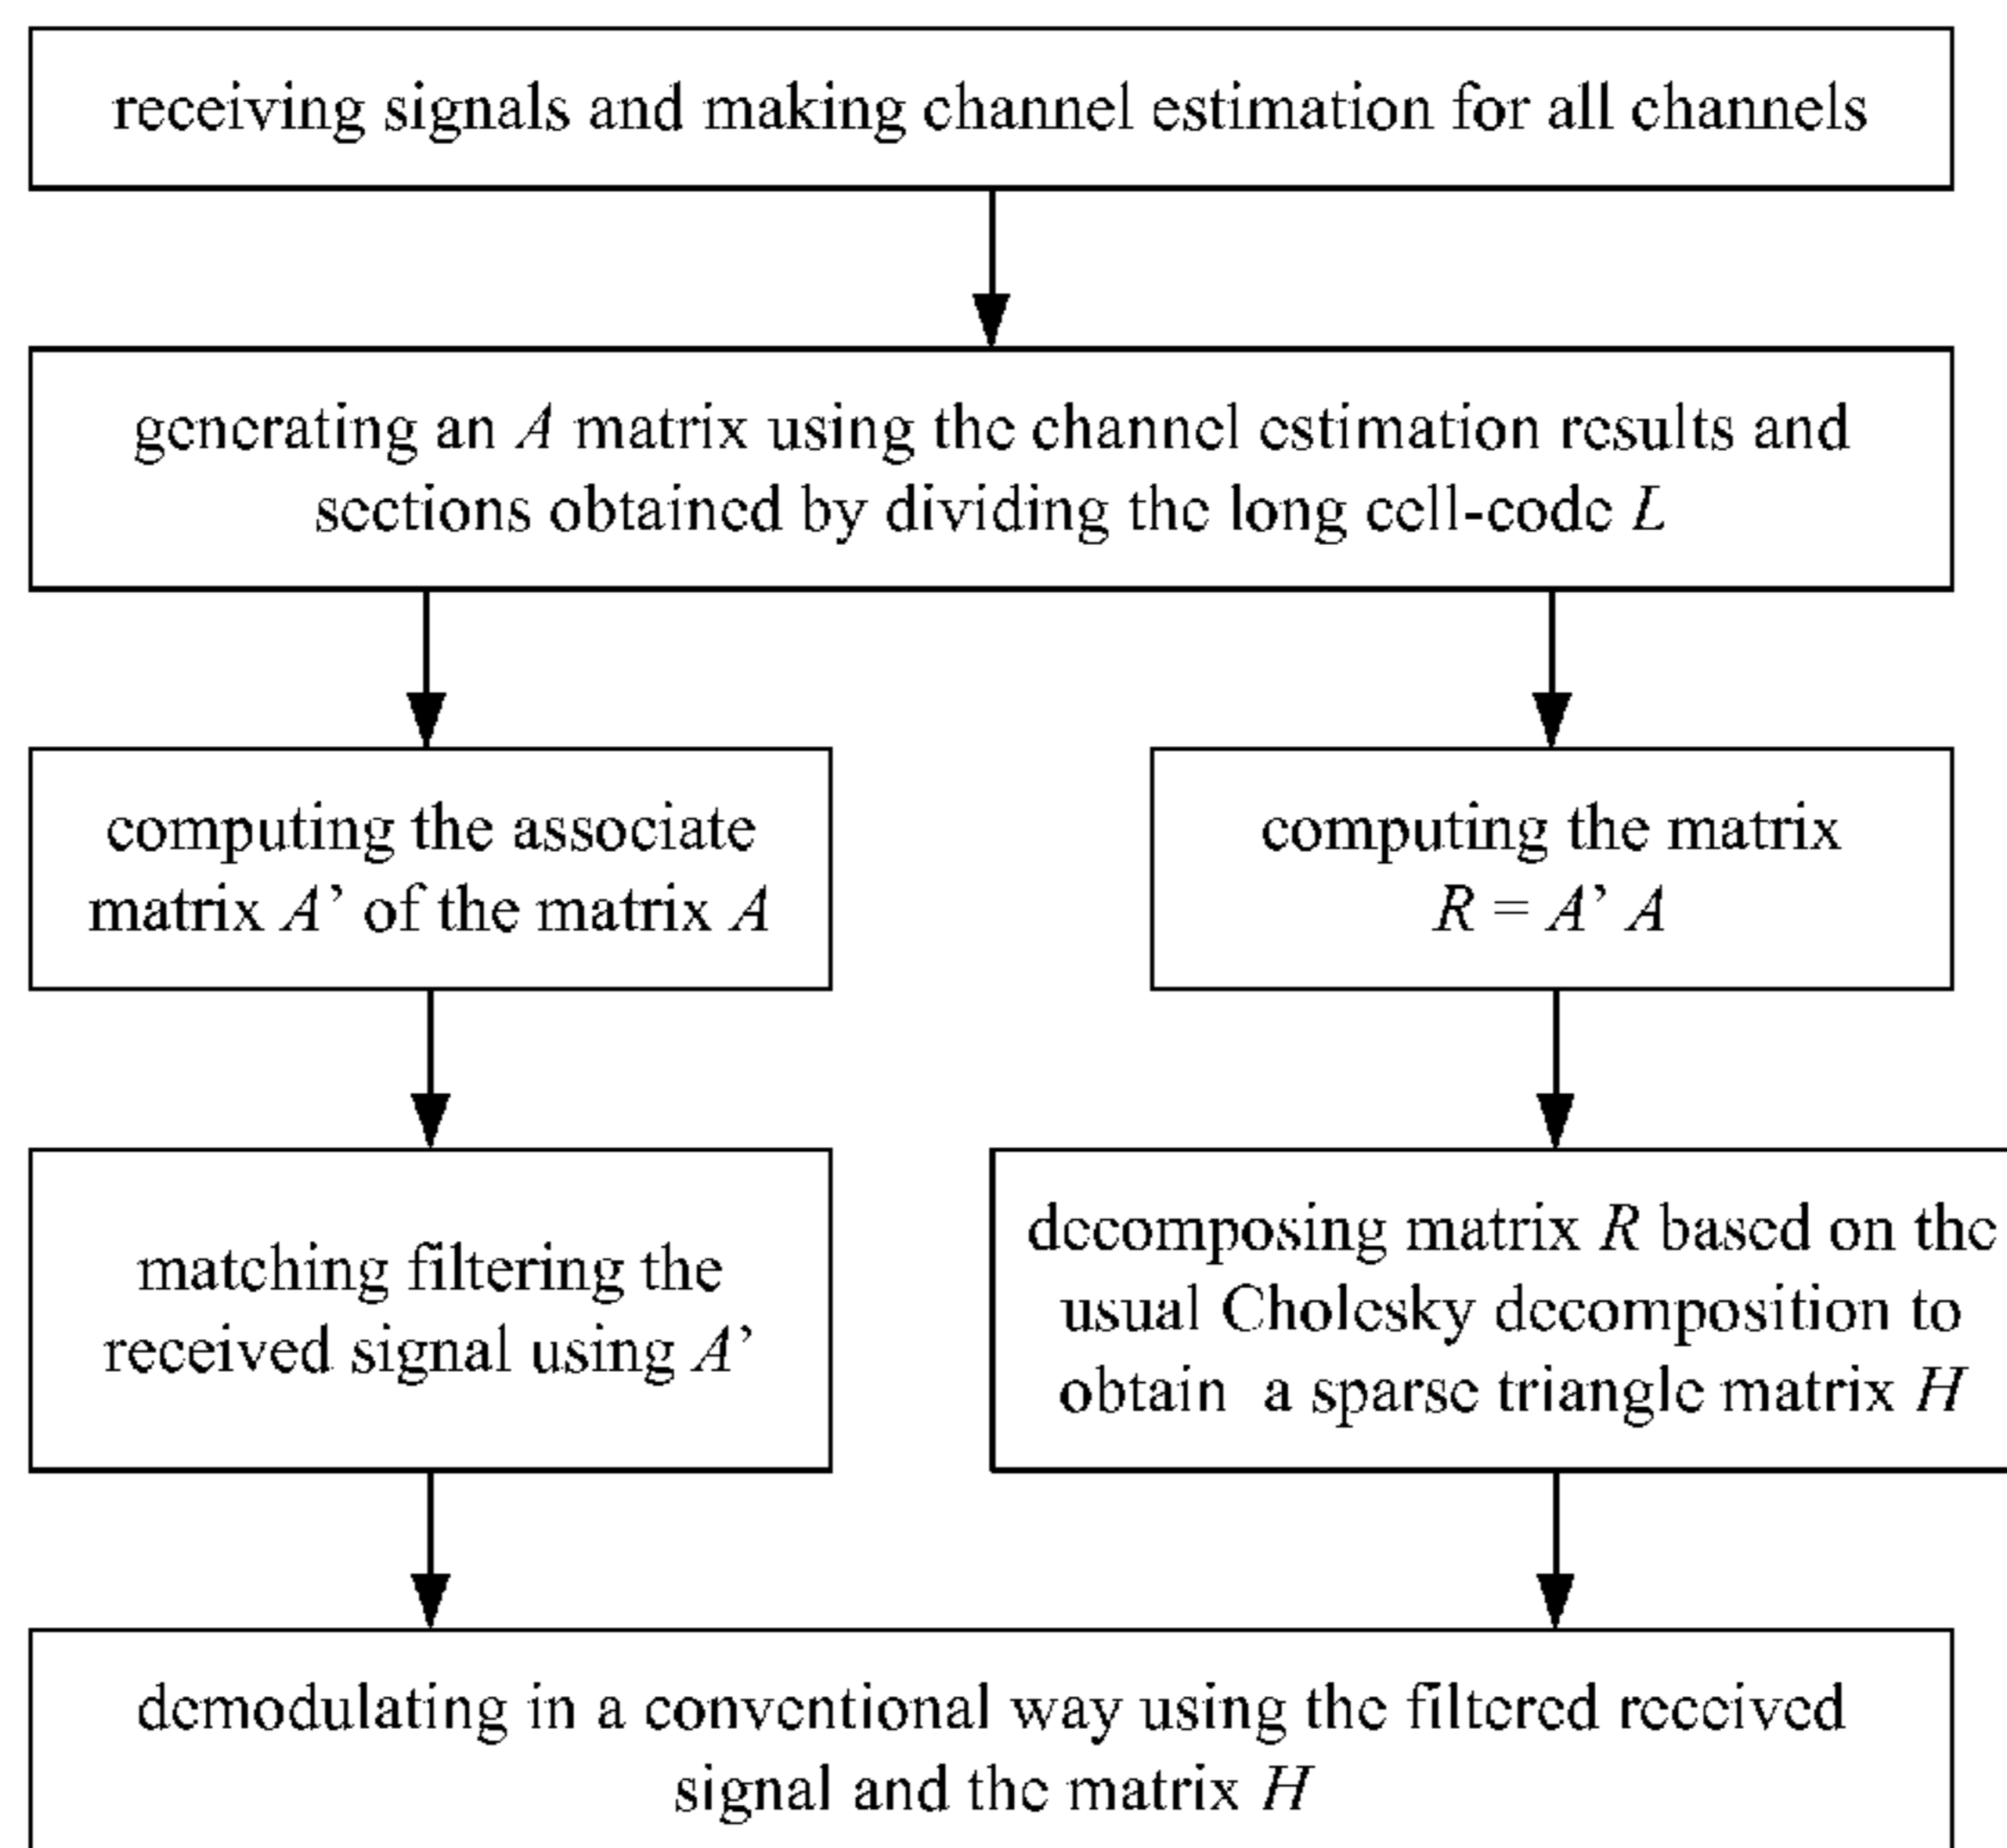 receiving signals and making channel estimation for all channels
generating an A matrix using the channel estimation results and
sections obtained by dividing the long cell-code L
computing the associate
matrix A’ of the matrix A
computing the matrix
R = A’ A
matching filtering the
received signal using A’
decomposing matrix R based on the
usual Cholesky decomposition to
obtain a sparse triangle matrix H
demodulating in a conventional way using the filtered received
signal and the matrix H